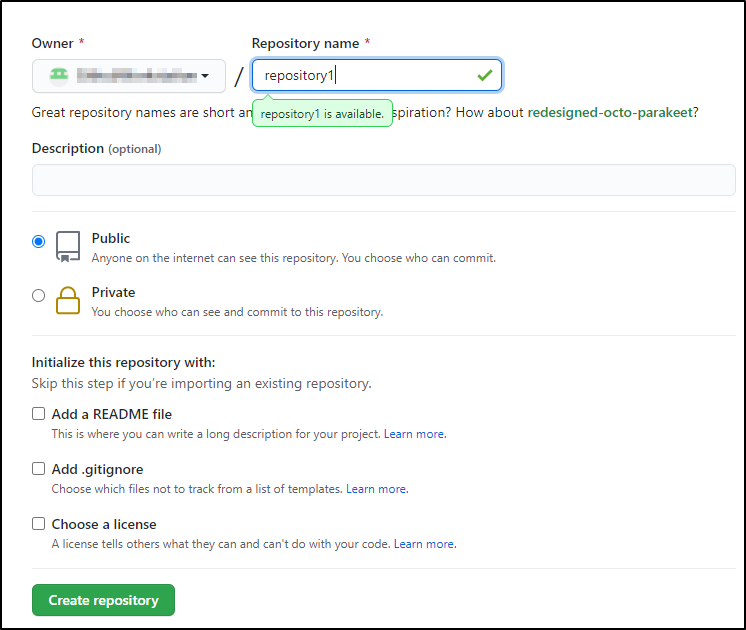 Owner *
Repository name *
/
repository1
Great repository names are short an
repository1 is available.
spiration? How about redesigned-octo-parakeet?
Description (optional)
Public
Anyone on the internet can see this repository. You choose who can commit.
Private
You choose who can see and commit to this repository.
Initialize this repository with:
Skip this step if you're importing an existing repository.
Add a README file
This is where you can write a long description for your project. Learn more.
Add .gitignore
Choose which files not to track from a list of templates. Learn more.
Choose a license
A license tells others what they can and can't do with your code. Learn more.
Create repository